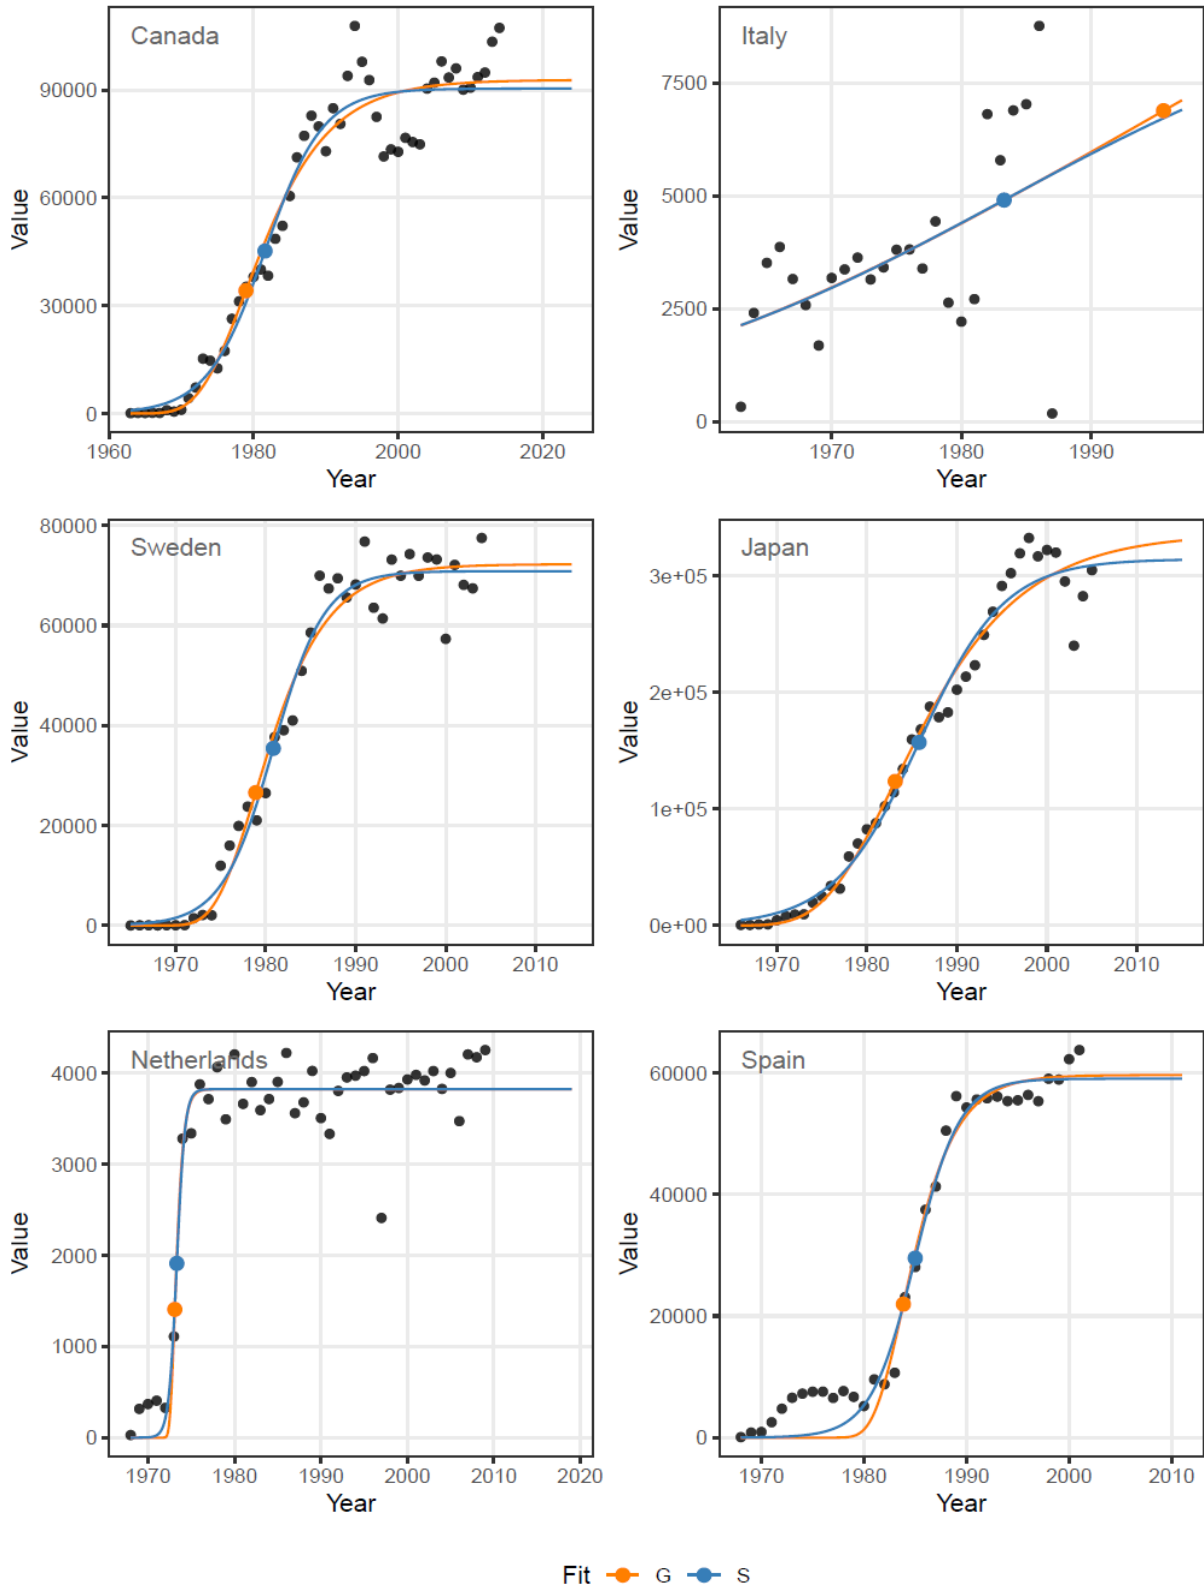 Canada
Value
90000
60000
30000
0
1960
1980
2000
2020
Year
Italy
Value
7500
5000
2500
0
1970
1980
1990
Year
Sweden
Value
80000
60000
40000
20000
0
1970
1980
1990
2000
2010
Year
Japan
Value
3e+05
2e+05
1e+05
0e+00
1970
1980
1990
2000
2010
Year
Netherlands
Value
4000
3000
2000
1000
0
1970
1980
1990
2000
2010
2020
Year
Spain
Value
60000
40000
20000
0
1970
1980
1990
2000
2010
Year
Fit G S